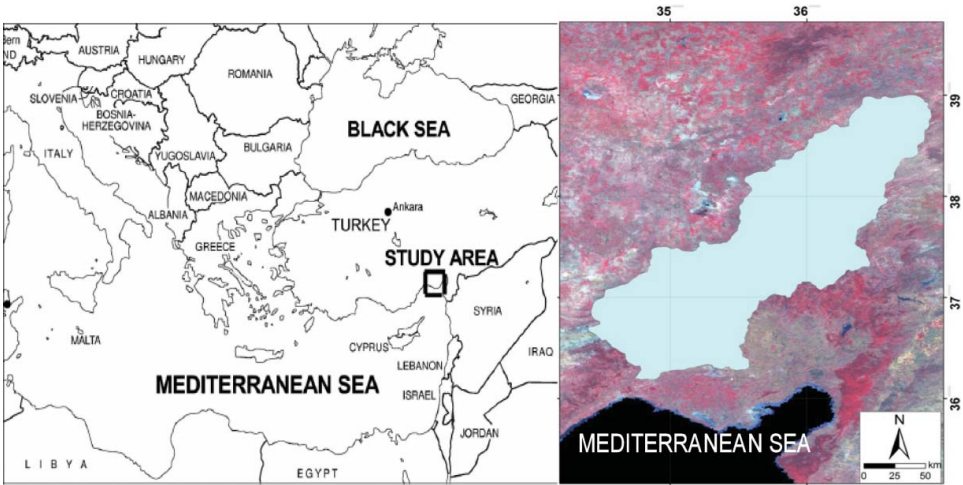 35 36
Bern
ND
AUSTRIA
HUNGARY
ROMANIA
SLOVENIA
CROATIA
BOSNIA-
HERZEGOVINA
GEORGIA
BLACK SEA
ITALY
YUGOSLAVIA
BULGARIA
MACEDONIA
ALBANIA
Ankara
TURKEY
GREECE
STUDY AREA
SYRIA
MALTA
CYPRUS
LEBANON
IRAQ
MEDITERRANEAN SEA
ISRAEL
JORDAN
LIBYA
EGYPT
39
38
37
36
MEDITERRANEAN SEA
N
km
0 25 50